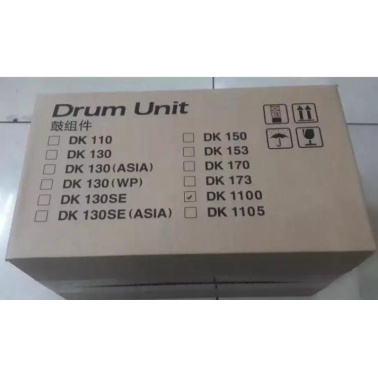 Drum Unit
鼓组件
DK 110
DK 130
DK 130(ASIA)
DK 130(WP)
DK 130SE
DK 130SE(ASIA)
DK 150
DK 153
DK 170
DK 173
DK 1100
DK 1105